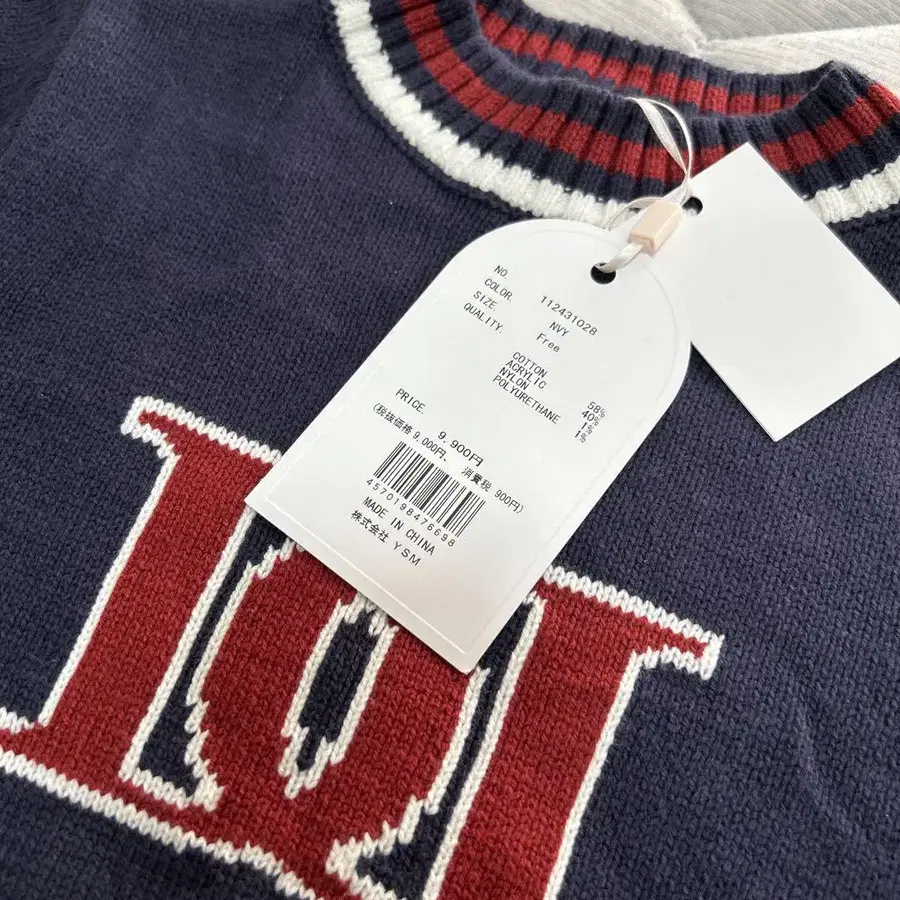 NO. 112431028
COLOR. NVY
SIZE. Free
QUALITY.
COTTON 58%
ACRYLIC 40%
NYLON 1%
POLYURETHANE 1%
PRICE. 9,900円
(税抜価格 9,000円、 消費税 900円)
4570198476698
MADE IN CHINA
株式会社 YSM